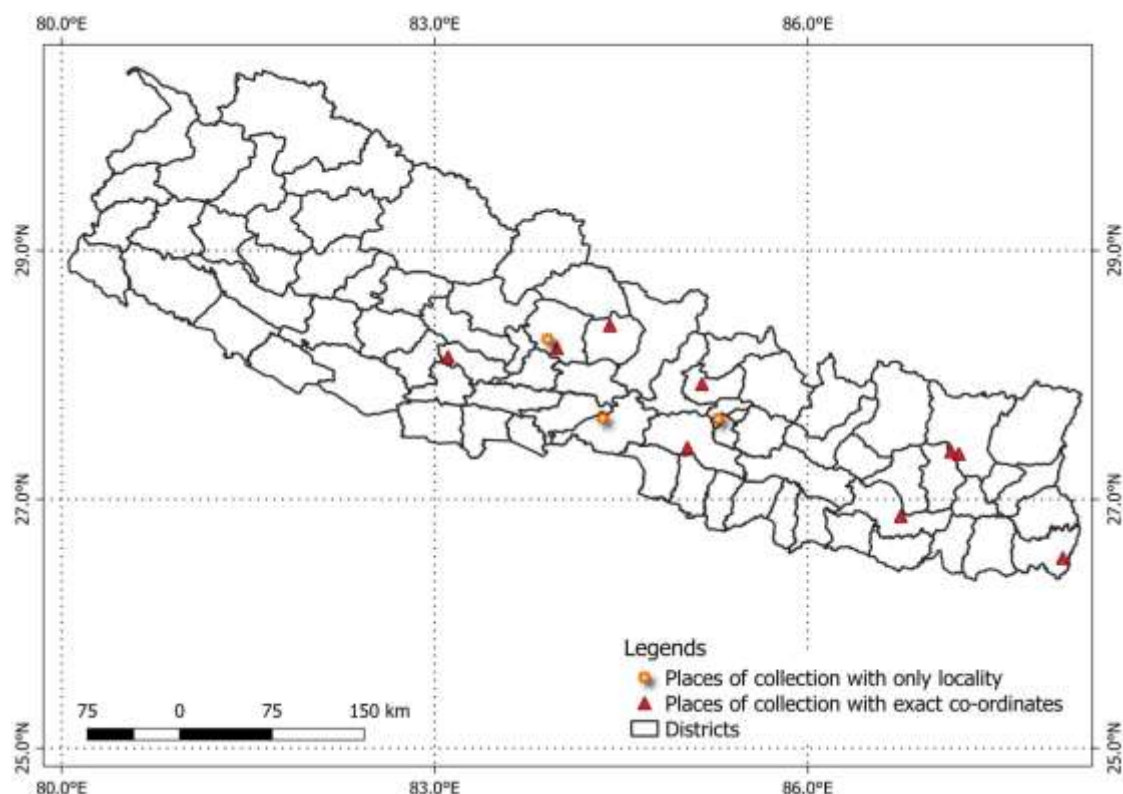 80.0°E 83.0°E 86.0°E
29.0°N 29.0°N
27.0°N 27.0°N
Legends
Places of collection with only locality
Places of collection with exact co-ordinates
Districts
75 0 75 150 km
25.0°N 25.0°N
80.0°E 83.0°E 86.0°E